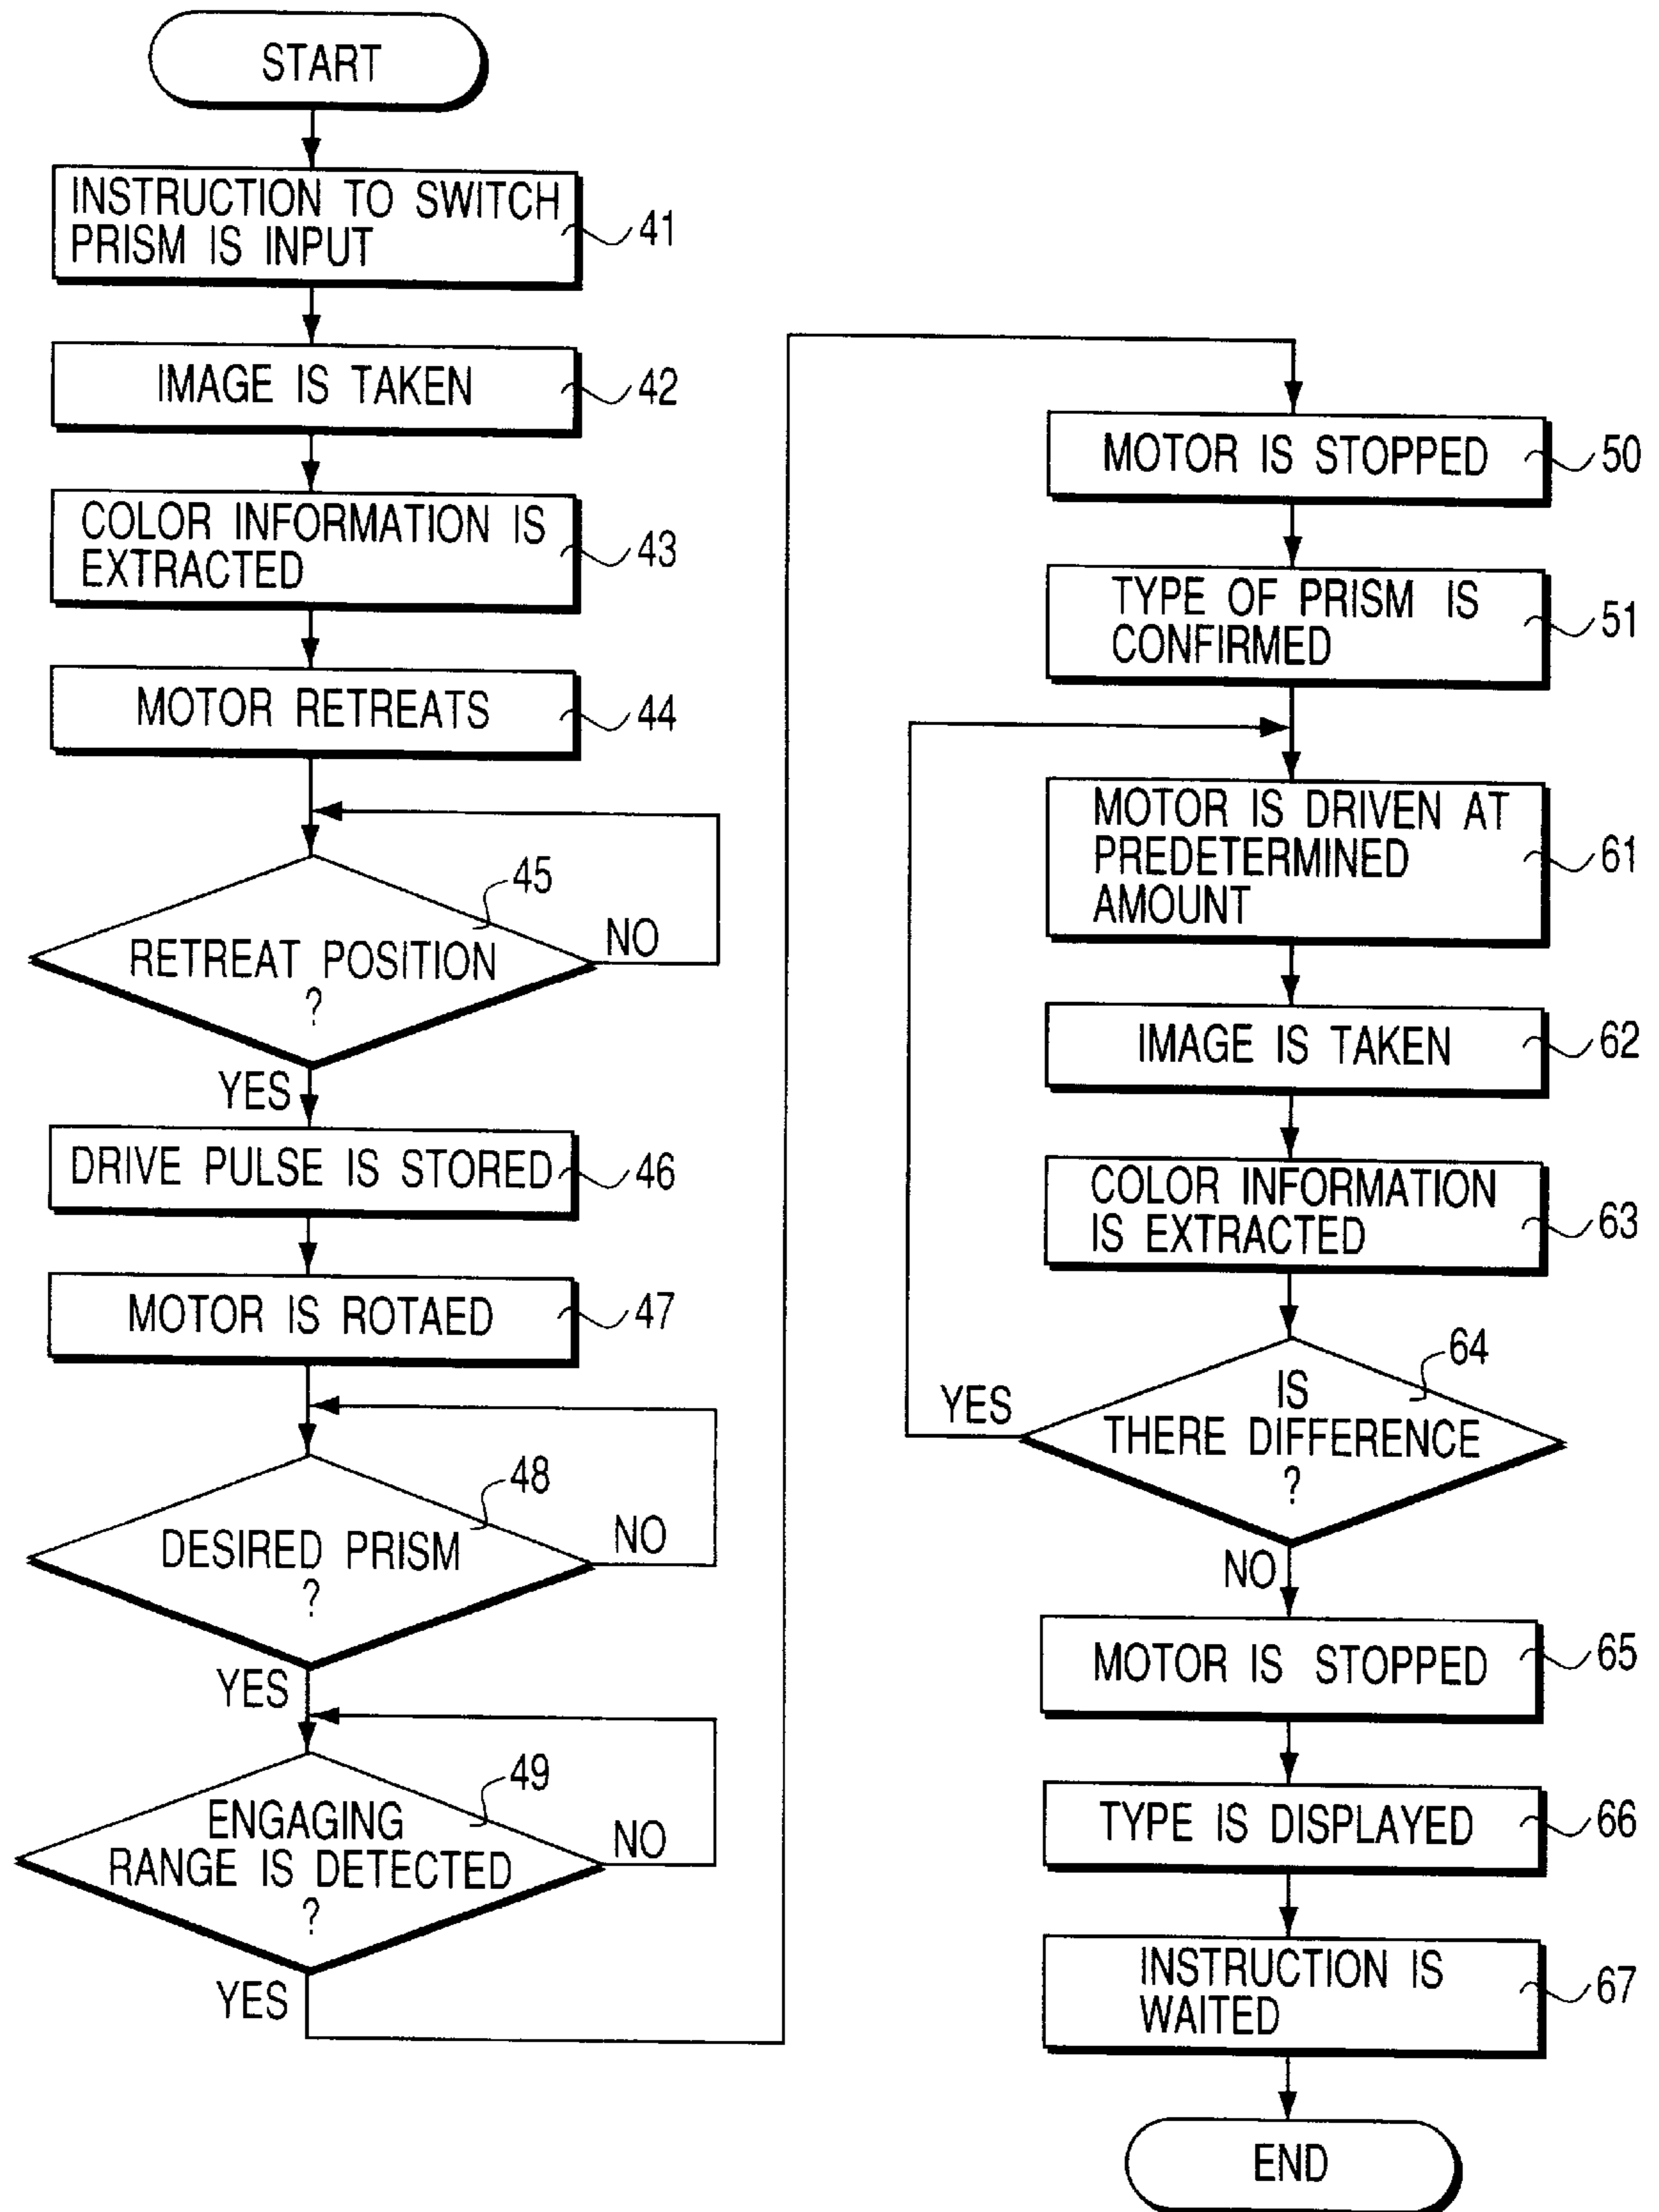 START
INSTRUCTION TO SWITCH
PRISM IS INPUT
41
IMAGE IS TAKEN
42
COLOR INFORMATION IS
EXTRACTED
43
MOTOR RETREATS
44
45
RETREAT POSITION
?
NO
YES
DRIVE PULSE IS STORED
46
MOTOR IS ROTAED
47
48
DESIRED PRISM
?
NO
YES
49
ENGAGING
RANGE IS DETECTED
?
NO
YES
MOTOR IS STOPPED
50
TYPE OF PRISM IS
CONFIRMED
51
MOTOR IS DRIVEN AT
PREDETERMINED
AMOUNT
61
IMAGE IS TAKEN
62
COLOR INFORMATION
IS EXTRACTED
63
64
IS
THERE DIFFERENCE
?
YES
NO
MOTOR IS STOPPED
65
TYPE IS DISPLAYED
66
INSTRUCTION IS
WAITED
67
END